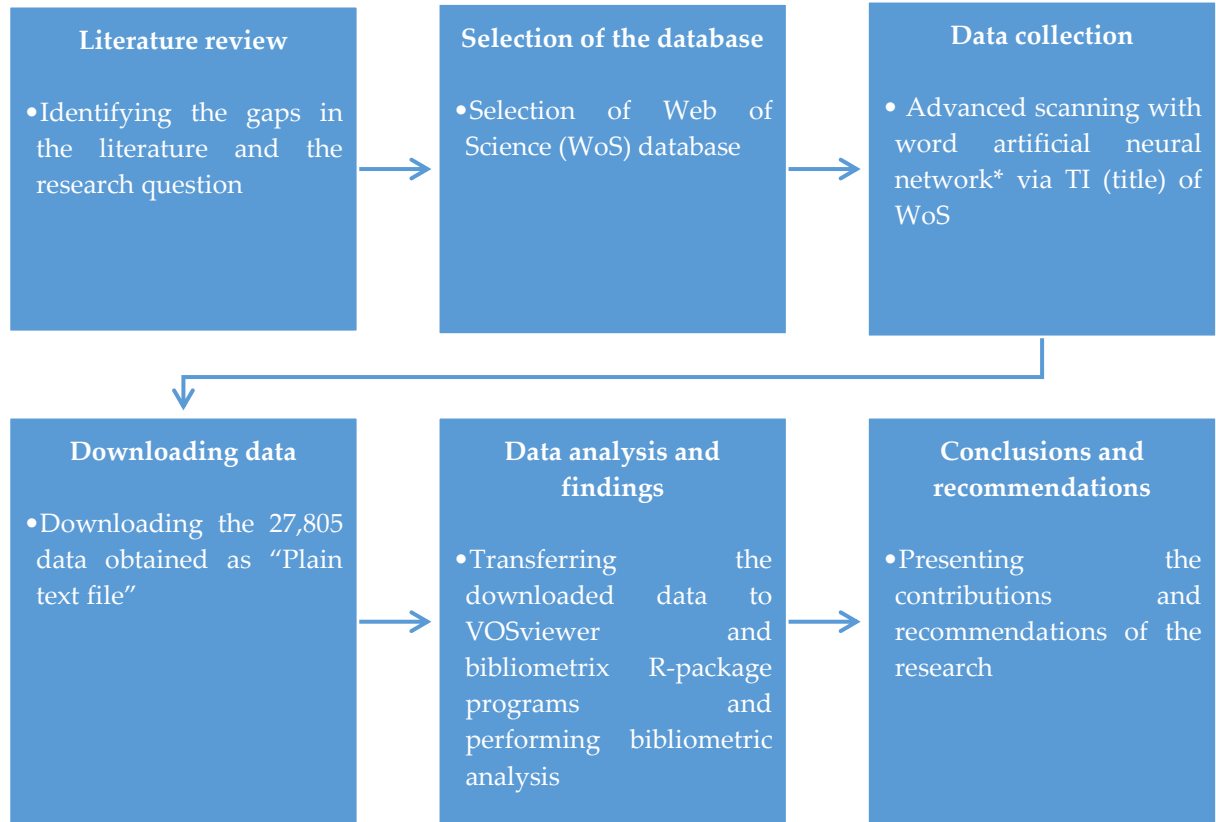 Literature review
•Identifying the gaps in
the literature and the
research question
Selection of the database
•Selection of Web of
Science (WoS) database
Data collection
• Advanced scanning with
word artificial neural
network* via TI (title) of
WoS
Downloading data
•Downloading the 27,805
data obtained as “Plain
text file”
Data analysis and
findings
•Transferring the
downloaded data to
VOSviewer and
bibliometrix R-package
programs and
performing bibliometric
analysis
Conclusions and
recommendations
•Presenting the
contributions and
recommendations of the
research